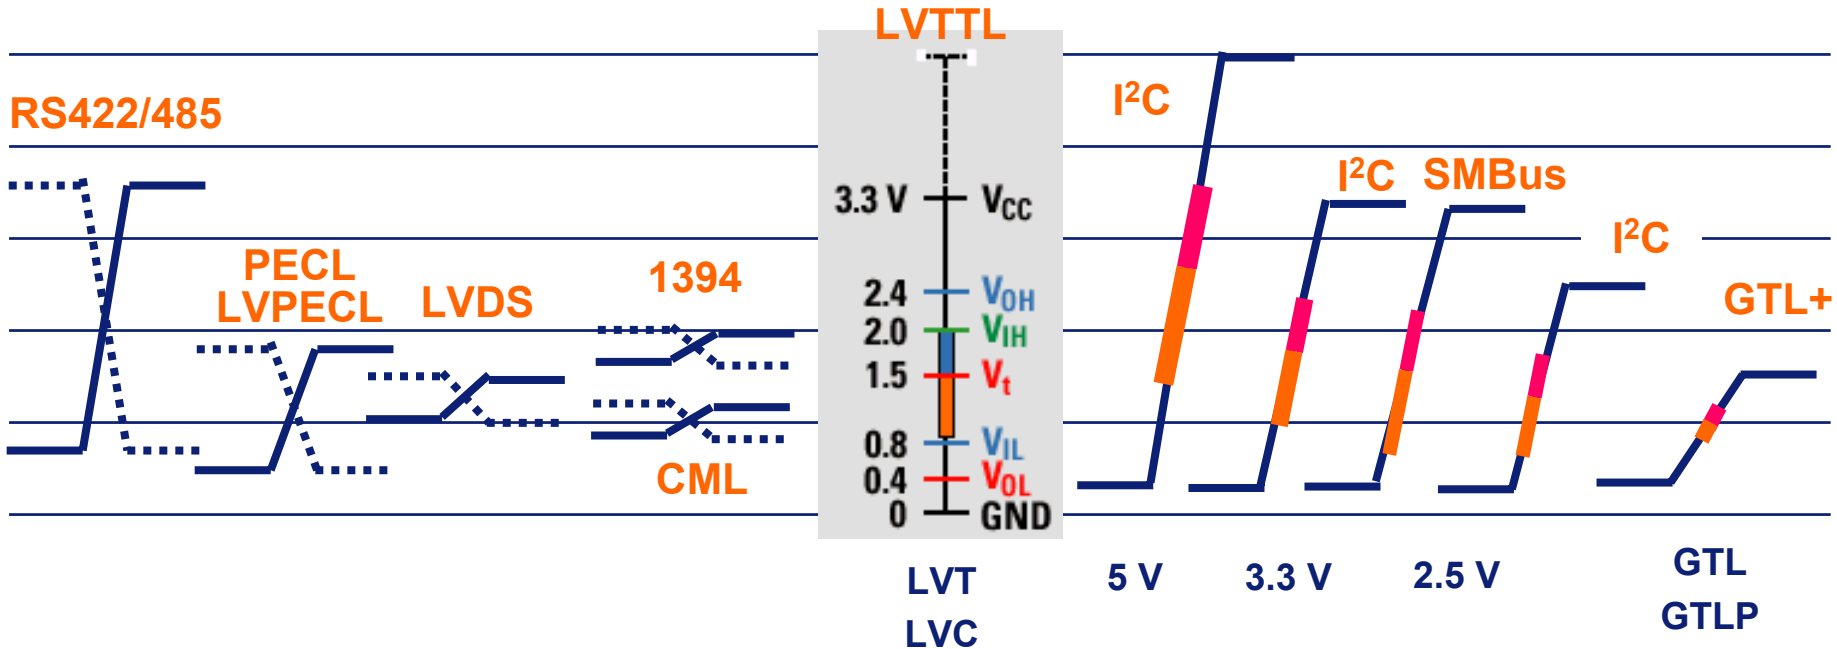 LVTTL
RS422/485
I²C
I²C
SMBus
I²C
GTL+
PECL
LVPECL
LVDS
1394
CML
3.3 V VCC
2.4 VOH
2.0 VIH
1.5 Vt
0.8 VIL
0.4 VOL
0 GND
LVT
LVC
5 V
3.3 V
2.5 V
GTL
GTLP